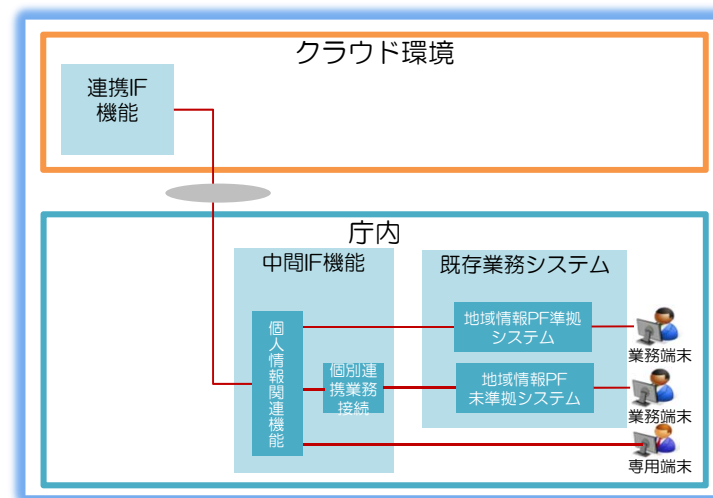 クラウド環境
連携IF
機能
庁内
中間IF機能
既存業務システム
個人情報関連機能
個別連
携業務
接続
地域情報PF準拠
システム
地域情報PF
未準拠システム
業務端末
業務端末
専用端末